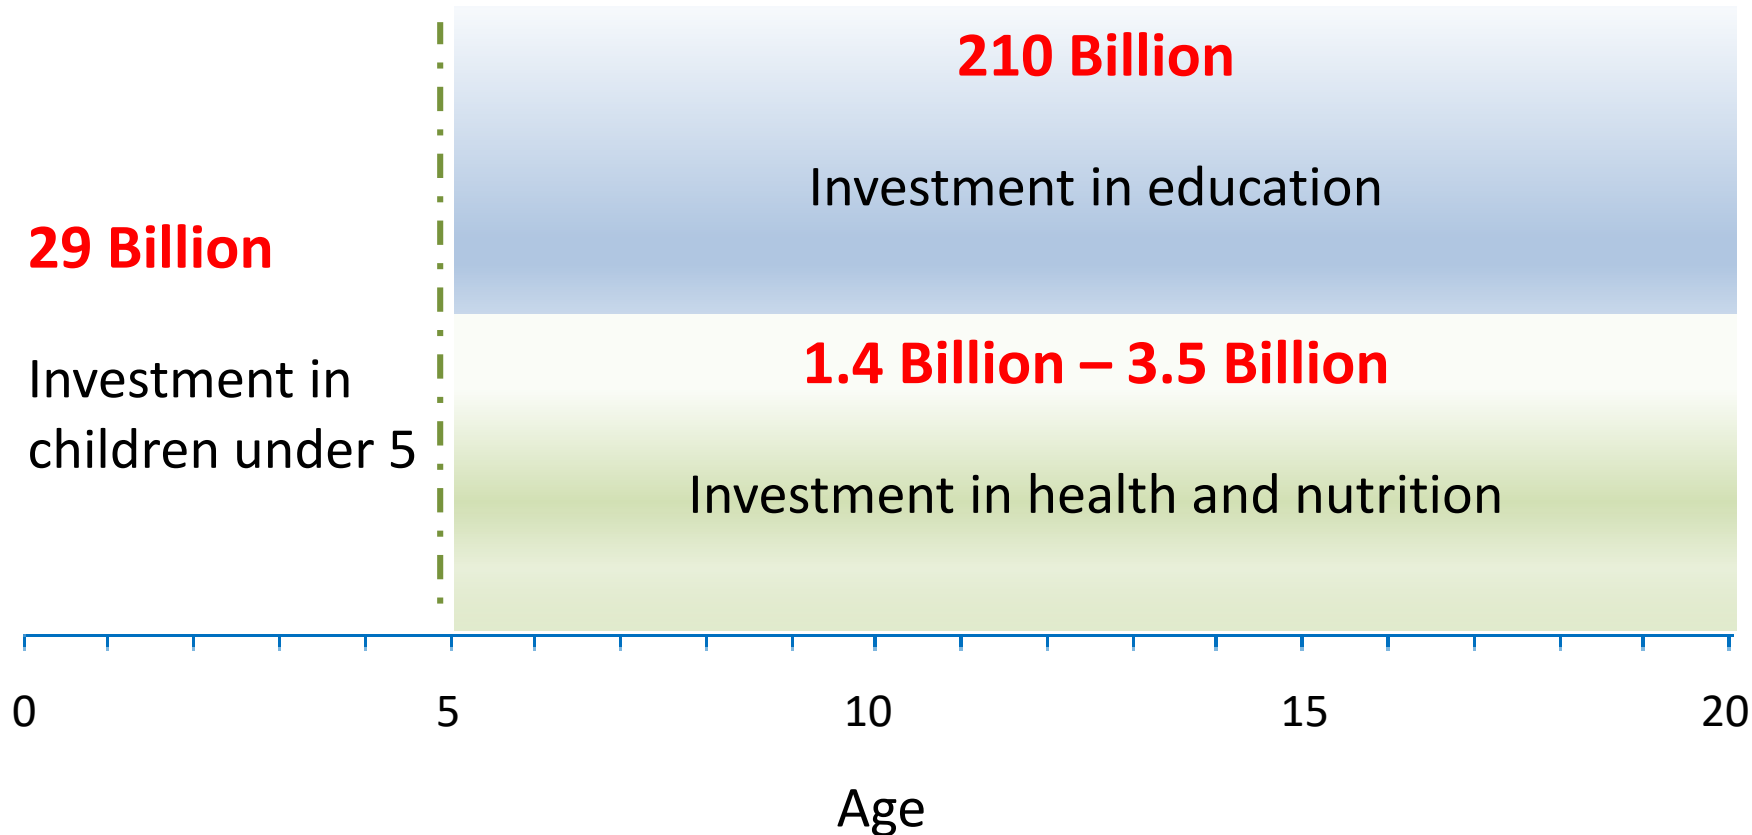 29 Billion
Investment in
children under 5
210 Billion
Investment in education
1.4 Billion – 3.5 Billion
Investment in health and nutrition
0
5
10
15
20
Age